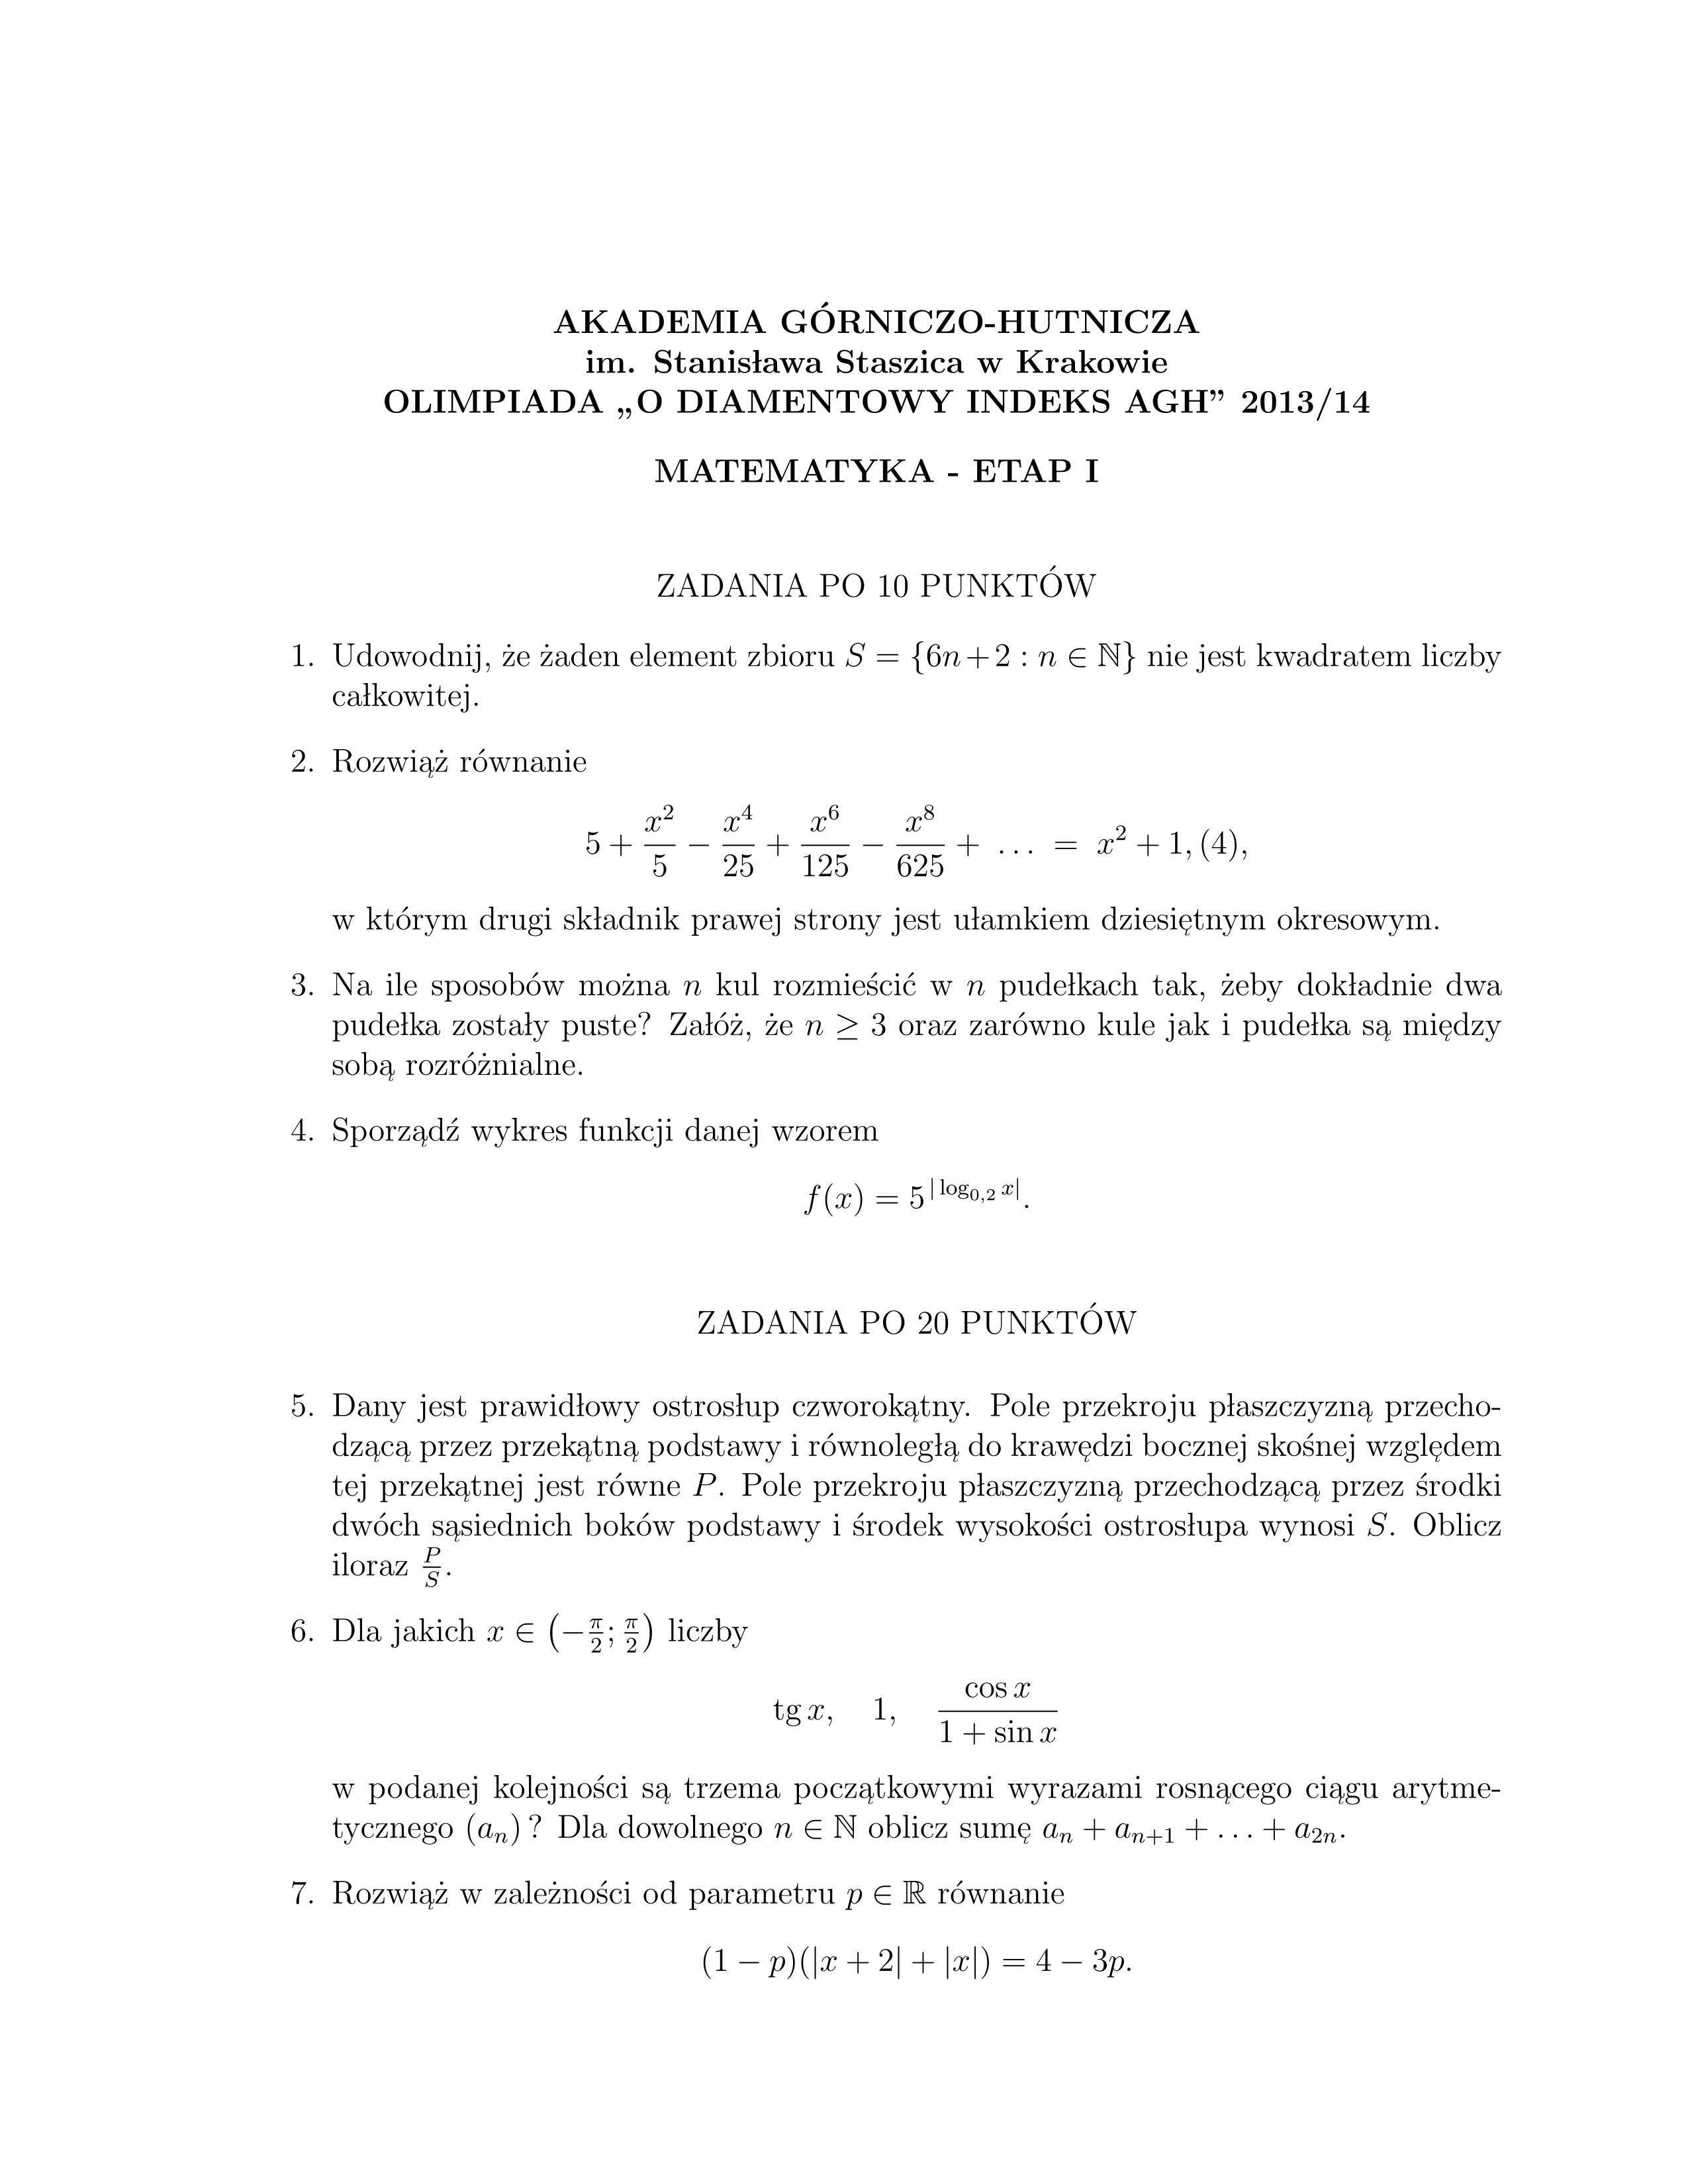 AKADEMIA GÓRNICZO-HUTNICZA
im. Stanisława Staszica w Krakowie
OLIMPIADA „O DIAMENTOWY INDEKS AGH” 2013/14
MATEMATYKA - ETAP I
ZADANIA PO 10 PUNKTÓW
1. Udowodnij, że żaden element zbioru $S = \{6n+2 : n \in \mathbb{N}\}$ nie jest kwadratem liczby
całkowitej.
2. Rozwiąż równanie
$5 + \frac{x^2}{5} - \frac{x^4}{25} + \frac{x^6}{125} - \frac{x^8}{625} + \ldots = x^2 + 1,(4),$
w którym drugi składnik prawej strony jest ułamkiem dziesiętnym okresowym.
3. Na ile sposobów można $n$ kul rozmieścić w $n$ pudełkach tak, żeby dokładnie dwa
pudełka zostały puste? Załóż, że $n \geq 3$ oraz zarówno kule jak i pudełka są między
sobą rozróżnialne.
4. Sporządź wykres funkcji danej wzorem
$f(x) = 5^{|\log_{0,2} x|}.$
ZADANIA PO 20 PUNKTÓW
5. Dany jest prawidłowy ostrosłup czworokątny. Pole przekroju płaszczyzną przecho-
dzącą przez przekątną podstawy i równoległą do krawędzi bocznej skośnej względem
tej przekątnej jest równe $P$. Pole przekroju płaszczyzną przechodzącą przez środki
dwóch sąsiednich boków podstawy i środek wysokości ostrosłupa wynosi $S$. Oblicz
iloraz $\frac{P}{S}$.
6. Dla jakich $x \in \left(-\frac{\pi}{2}; \frac{\pi}{2}\right)$ liczby
$\operatorname{tg} x, \quad 1, \quad \frac{\cos x}{1 + \sin x}$
w podanej kolejności są trzema początkowymi wyrazami rosnącego ciągu arytme-
tycznego $(a_n)$? Dla dowolnego $n \in \mathbb{N}$ oblicz sumę $a_n + a_{n+1} + \ldots + a_{2n}$.
7. Rozwiąż w zależności od parametru $p \in \mathbb{R}$ równanie
$(1 - p)(|x + 2| + |x|) = 4 - 3p.$